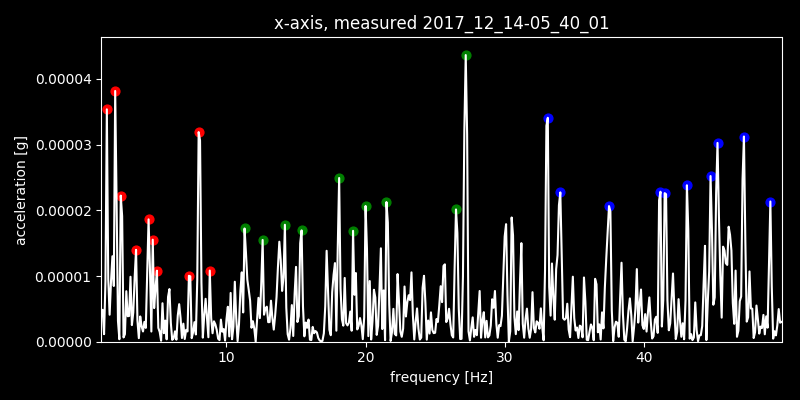 x-axis, measured 2017_12_14-05_40_01
0.00004
0.00003
0.00002
0.00001
0.00000
acceleration [g]
10 20 30 40
frequency [Hz]